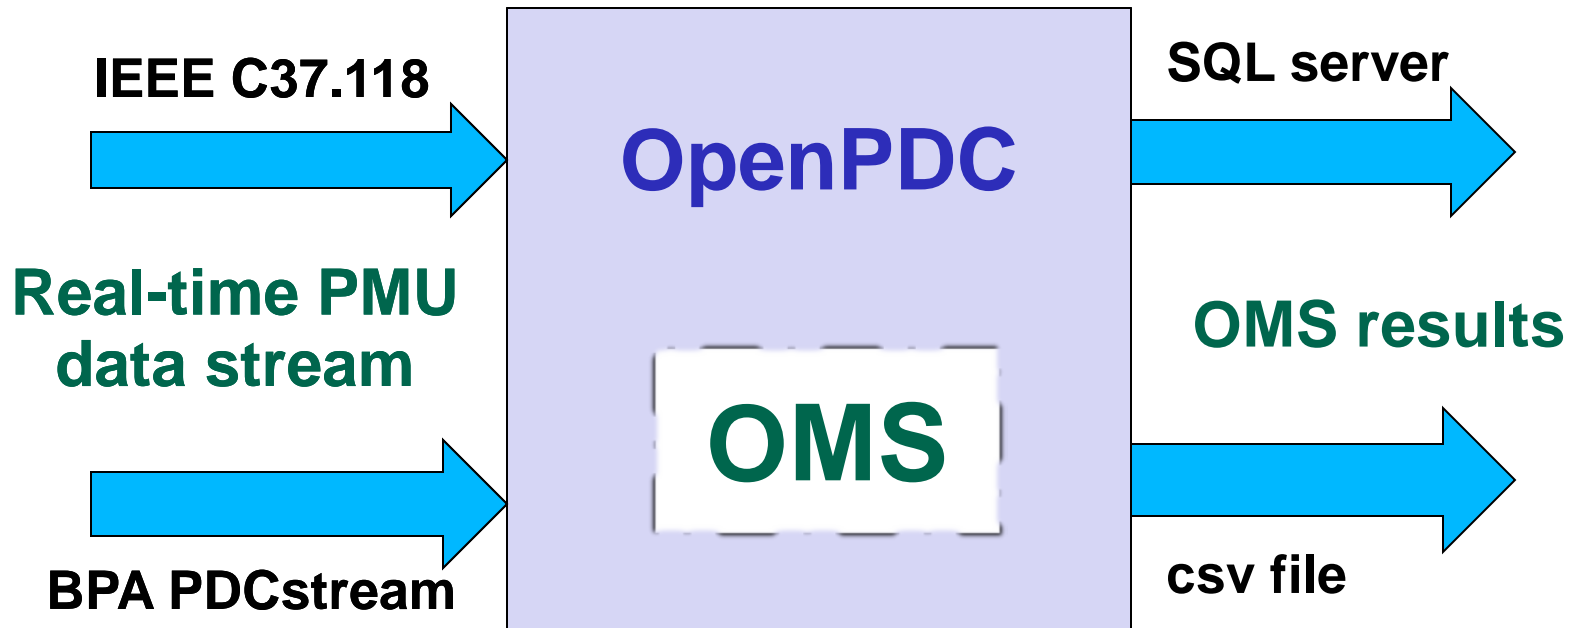 IEEE C37.118
Real-time PMU
data stream
BPA PDCstream
OpenPDC
OMS
SQL server
OMS results
csv file